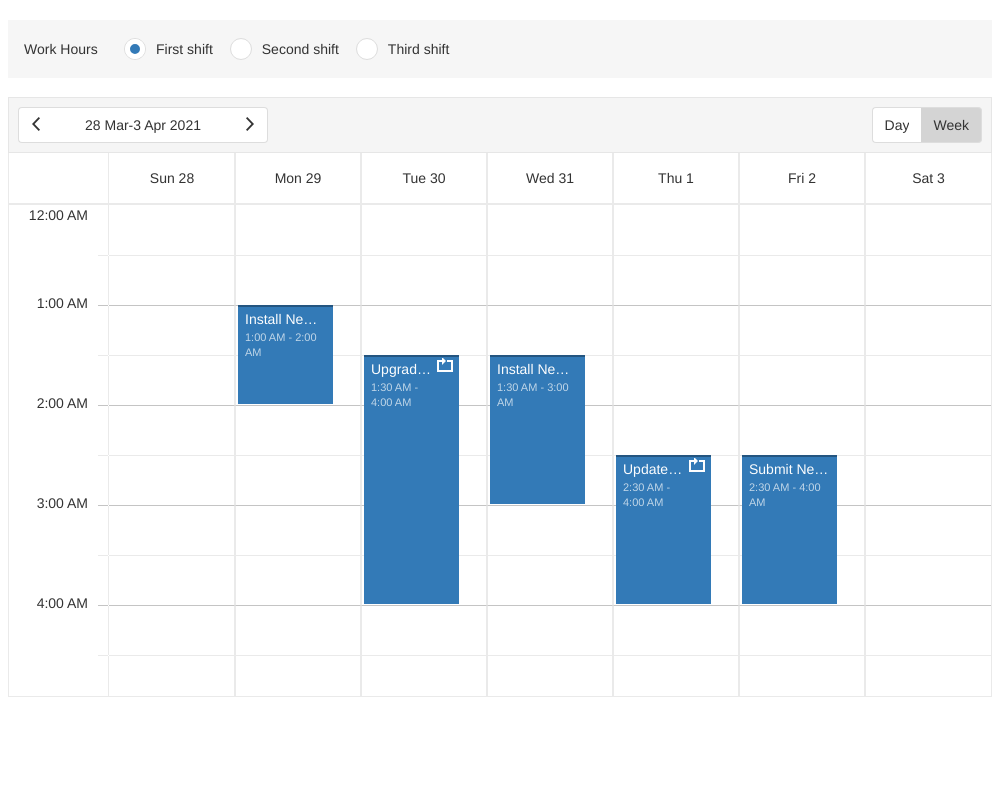 Work Hours First shift Second shift Third shift
28 Mar-3 Apr 2021 Day Week
Sun 28 Mon 29 Tue 30 Wed 31 Thu 1 Fri 2 Sat 3
12:00 AM
1:00 AM
Install Ne...
1:00 AM - 2:00
AM
Upgrad...
1:30 AM -
4:00 AM
Install Ne...
1:30 AM - 3:00
AM
2:00 AM
Update...
2:30 AM -
4:00 AM
Submit Ne...
2:30 AM - 4:00
AM
3:00 AM
4:00 AM